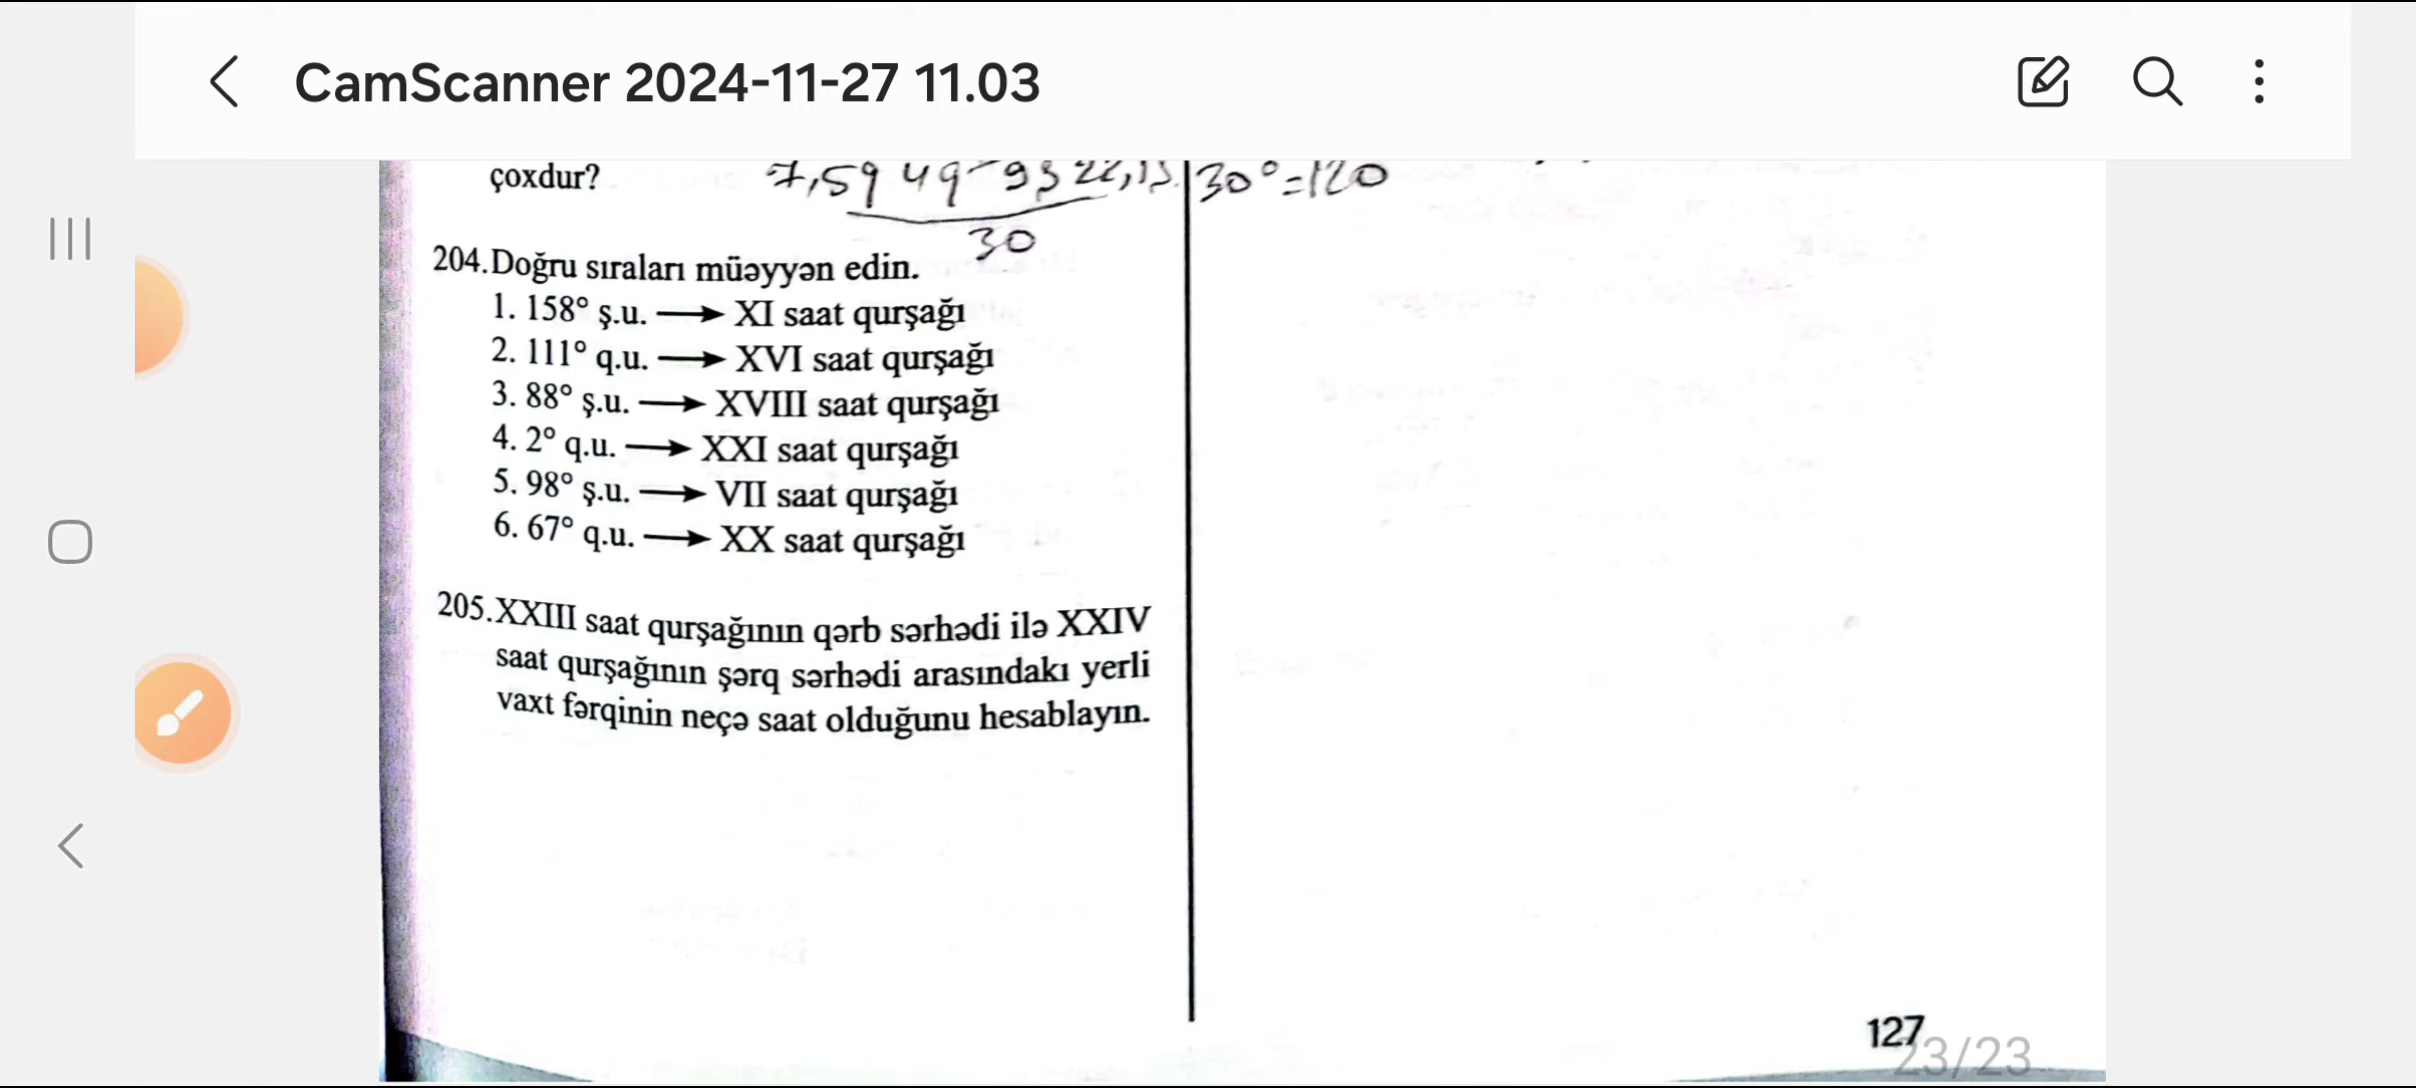 CamScanner 2024-11-27 11.03
çoxdur?
30°=120
30
204. Doğru sıraları müəyyən edin.
1. 158° ş.u. → XI saat qurşağı
2. 111° q.u. → XVI saat qurşağı
3. 88° ş.u. → XVIII saat qurşağı
4. 2° q.u. → XXI saat qurşağı
5. 98° ş.u. → VII saat qurşağı
6. 67° q.u. → XX saat qurşağı
205. XXIII saat qurşağının qərb sərhədi ilə XXIV
saat qurşağının şərq sərhədi arasındakı yerli
vaxt fərqinin neçə saat olduğunu hesablayın.
127
23/23